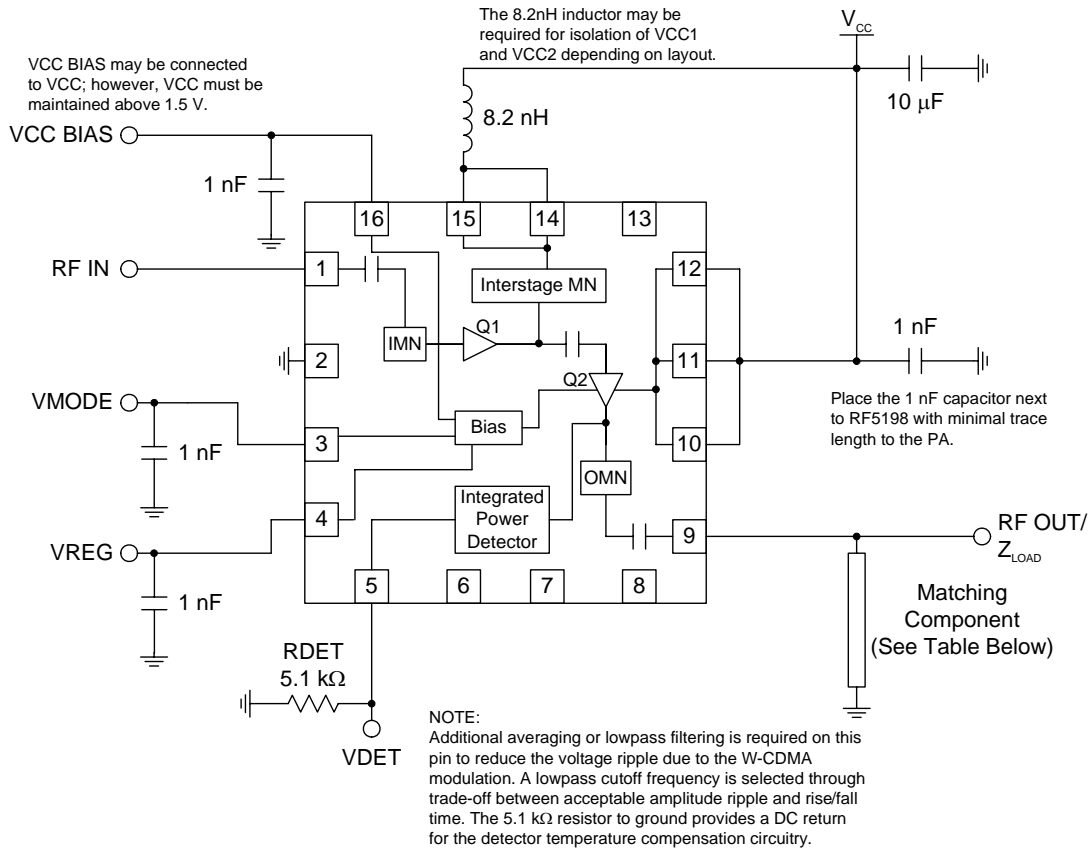 The 8.2nH inductor may be
required for isolation of VCC1
and VCC2 depending on layout.
VCC
VCC BIAS may be connected
to VCC; however, VCC must be
maintained above 1.5 V.
10 µF
8.2 nH
VCC BIAS
1 nF
16
15
14
13
RF IN
1
12
Interstage MN
Q1
IMN
1 nF
2
11
Q2
VMODE
Place the 1 nF capacitor next
to RF5198 with minimal trace
length to the PA.
Bias
3
10
1 nF
OMN
4
Integrated
Power
Detector
9
RF OUT/
ZLOAD
VREG
5
6
7
8
1 nF
Matching
Component
(See Table Below)
RDET
5.1 kΩ
VDET
NOTE:
Additional averaging or lowpass filtering is required on this
pin to reduce the voltage ripple due to the W-CDMA
modulation. A lowpass cutoff frequency is selected through
trade-off between acceptable amplitude ripple and rise/fall
time. The 5.1 kΩ resistor to ground provides a DC return
for the detector temperature compensation circuitry.